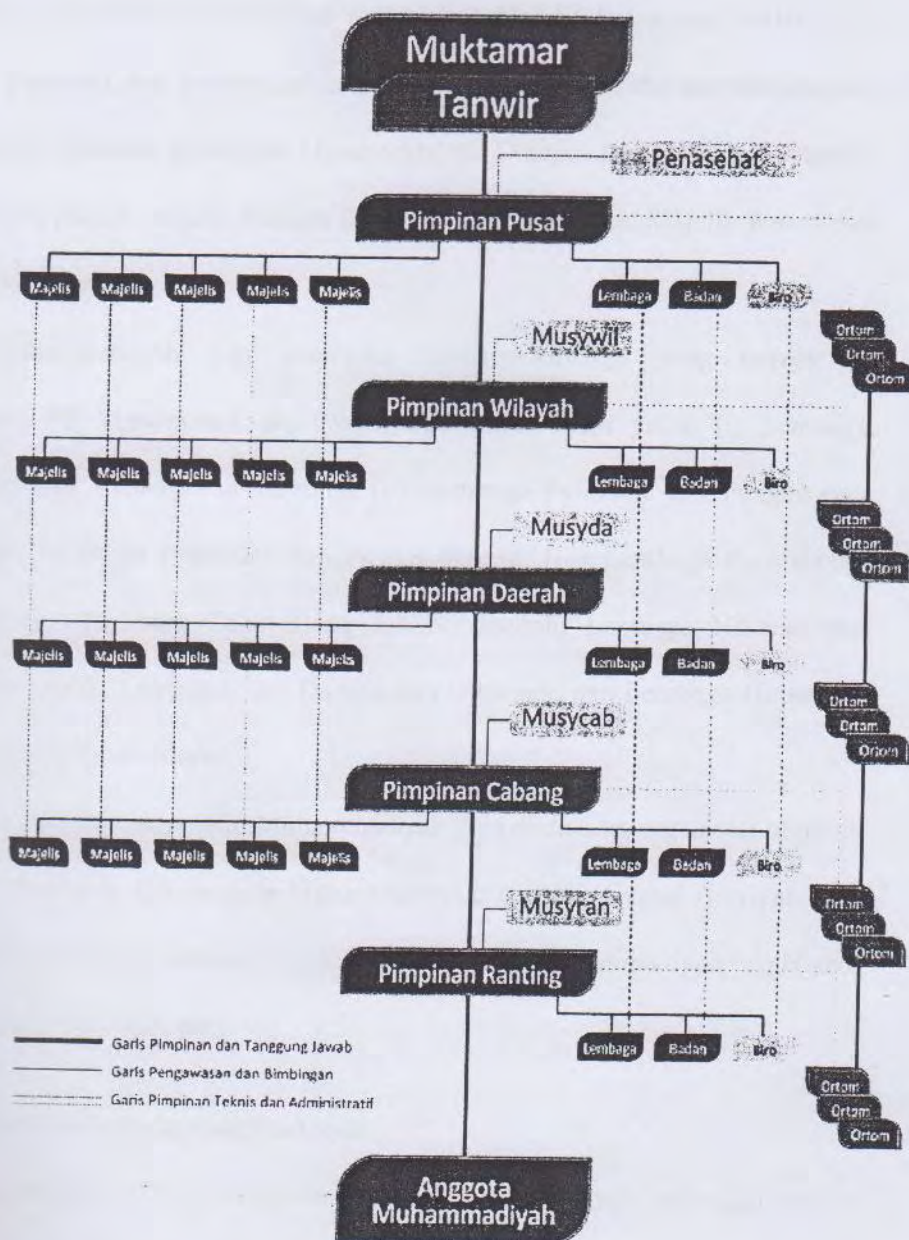 Muktamar
Tanwir
Penasehat
Pimpinan Pusat
Majelis Majelis Majelis Majelis Majelis
Lembaga Badan Biro
Ortom
Ortom
Ortom
Musywil
Pimpinan Wilayah
Majelis Majelis Majelis Majelis Majelis
Lembaga Badan Biro
Ortom
Ortom
Ortom
Musyda
Pimpinan Daerah
Majelis Majelis Majelis Majelis Majelis
Lembaga Badan Biro
Ortom
Ortom
Ortom
Musycab
Pimpinan Cabang
Majelis Majelis Majelis Majelis Majelis
Lembaga Badan Biro
Ortom
Ortom
Ortom
Musyran
Pimpinan Ranting
Lembaga Badan Biro
Ortom
Ortom
Ortom
Garis Pimpinan dan Tanggung Jawab
Garis Pengawasan dan Bimbingan
Garis Pimpinan Teknis dan Administratif
Anggota
Muhammadiyah